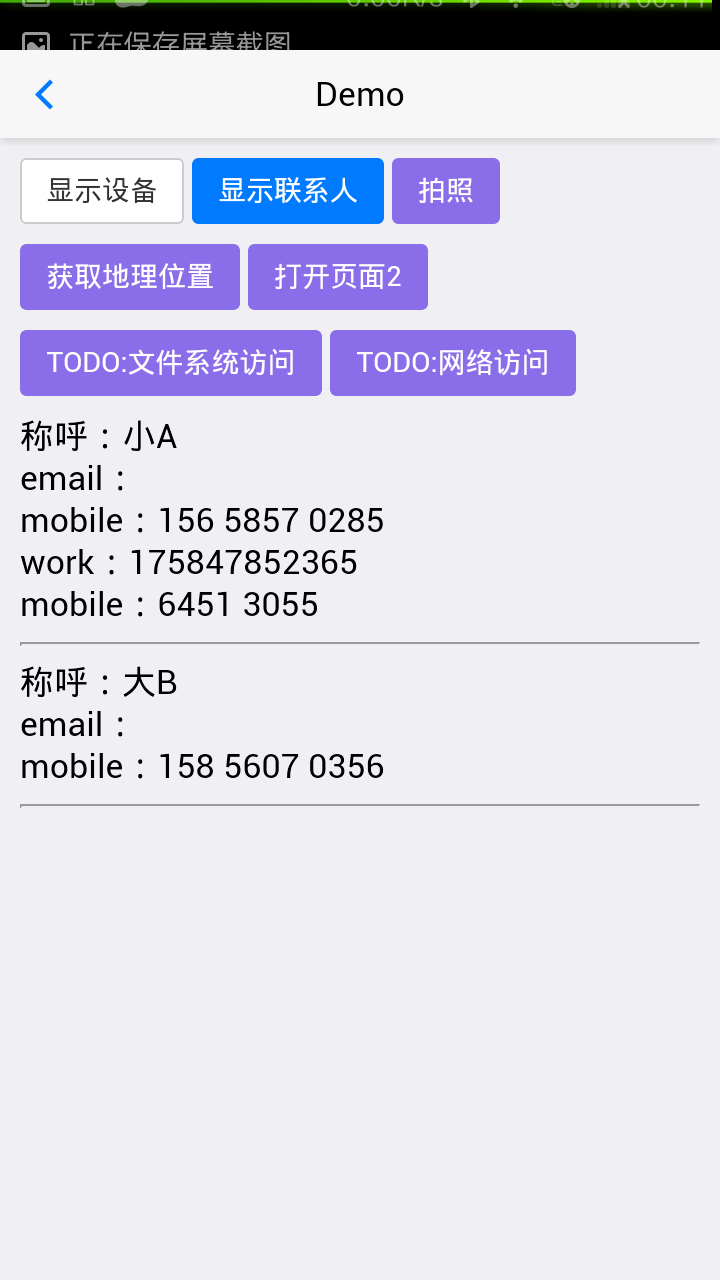 正在保存屏幕截图
Demo
显示设备 显示联系人 拍照
获取地理位置 打开页面2
TODO:文件系统访问 TODO:网络访问
称呼：小A
email：
mobile：156 5857 0285
work：175847852365
mobile：6451 3055
称呼：大B
email：
mobile：158 5607 0356